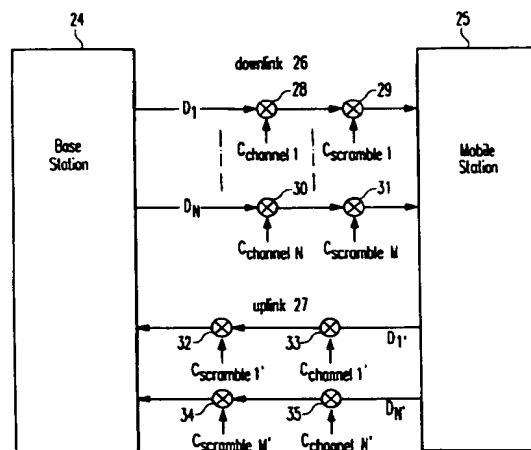 24
25
downlink 26
28
29
D1
Cchannel 1
Cscramble 1
Base
Station
Mobile
Station
30
31
DN
Cchannel N
Cscramble M
uplink 27
32
33
D1'
Cscramble 1'
Cchannel 1'
34
35
DN'
Cscramble M'
Cchannel N'